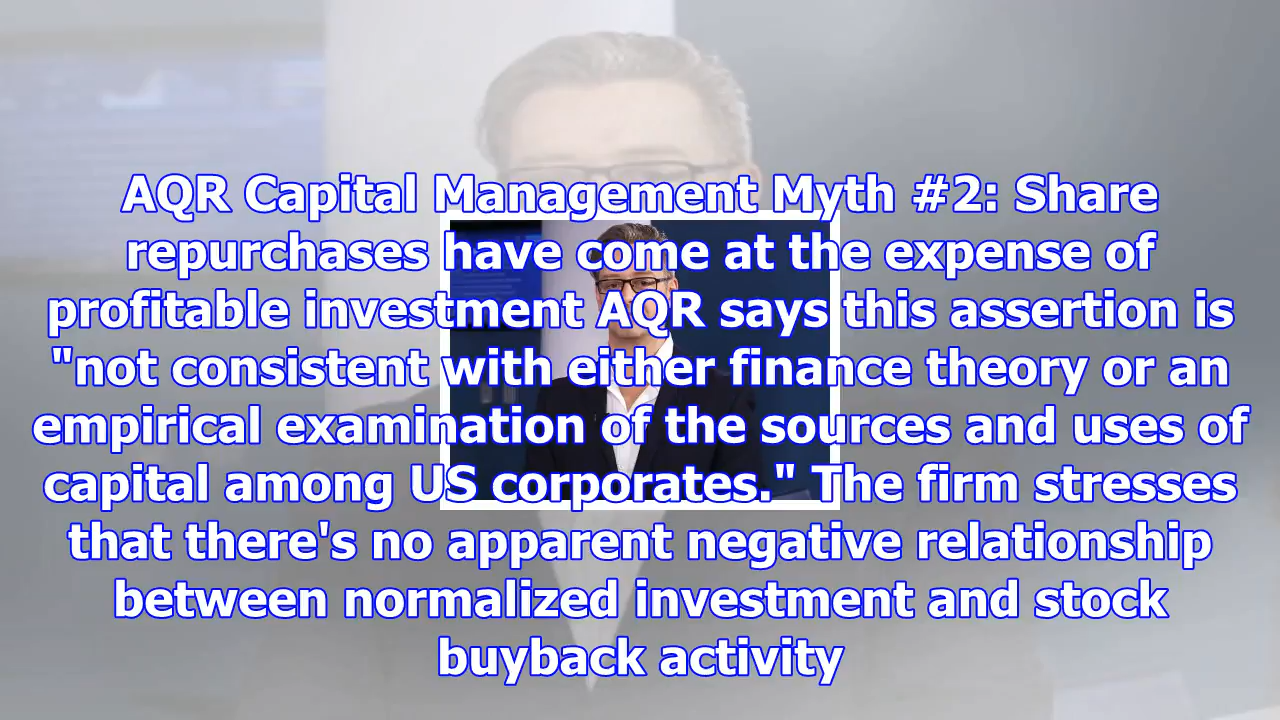 AQR Capital Management Myth #2: Share
repurchases have come at the expense of
profitable investment AQR says this assertion is
"not consistent with either finance theory or an
empirical examination of the sources and uses of
capital among US corporates." The firm stresses
that there's no apparent negative relationship
between normalized investment and stock
buyback activity